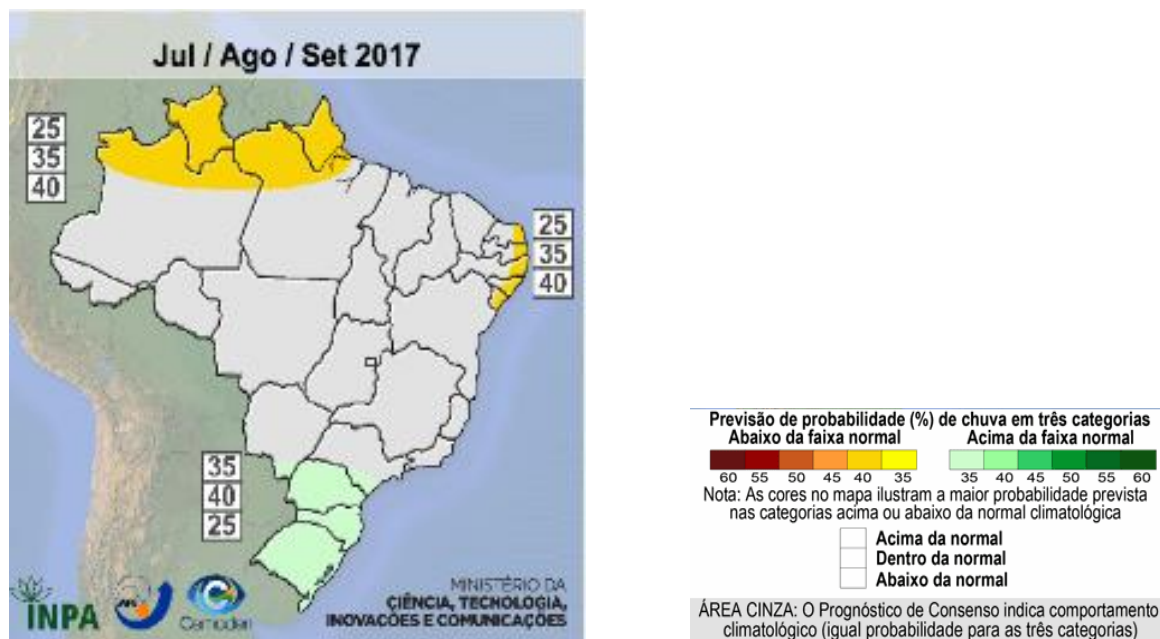 Jul / Ago / Set 2017
25
35
40
25
35
40
35
40
25
INPA
Cemaden
MINISTÉRIO DA
CIÊNCIA, TECNOLOGIA,
INOVAÇÕES E COMUNICAÇÕES
Previsão de probabilidade (%) de chuva em três categorias
Abaixo da faixa normal Acima da faixa normal
60 55 50 45 40 35 35 40 45 50 55 60
Nota: As cores no mapa ilustram a maior probabilidade prevista
nas categorias acima ou abaixo da normal climatológica
Acima da normal
Dentro da normal
Abaixo da normal
ÁREA CINZA: O Prognóstico de Consenso indica comportamento
climatológico (igual probabilidade para as três categorias)